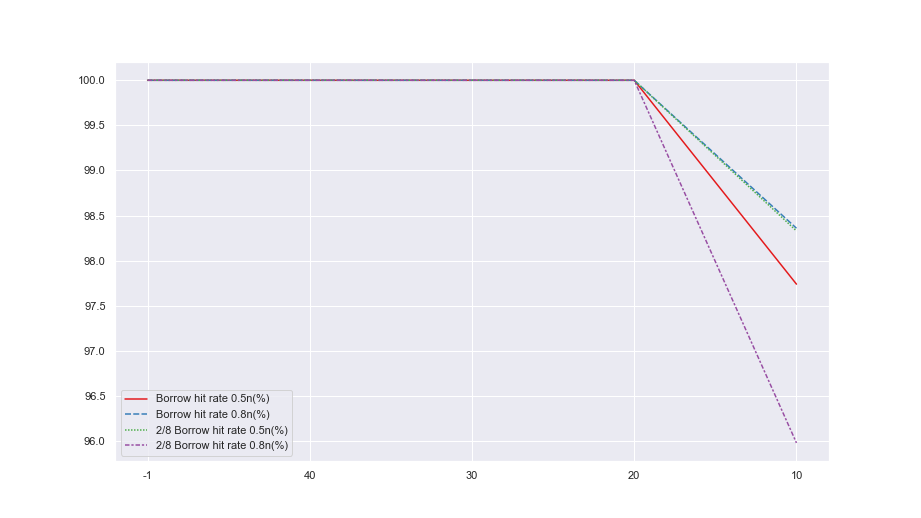 100.0
99.5
99.0
98.5
98.0
97.5
97.0
96.5
96.0
Borrow hit rate 0.5n(%)
Borrow hit rate 0.8n(%)
2/8 Borrow hit rate 0.5n(%)
2/8 Borrow hit rate 0.8n(%)
-1 40 30 20 10